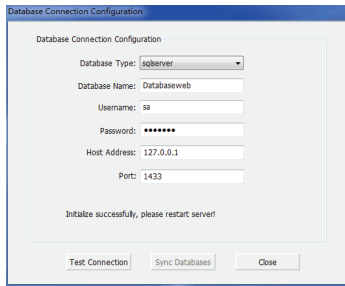 Database Connection Configuration
Database Connection Configuration
Database Type: sqlserver
Database Name: Databaseweb
Username: sa
Password: •••••••
Host Address: 127.0.0.1
Port: 1433
Initialize successfully, please restart server!
Test Connection Sync Databases Close